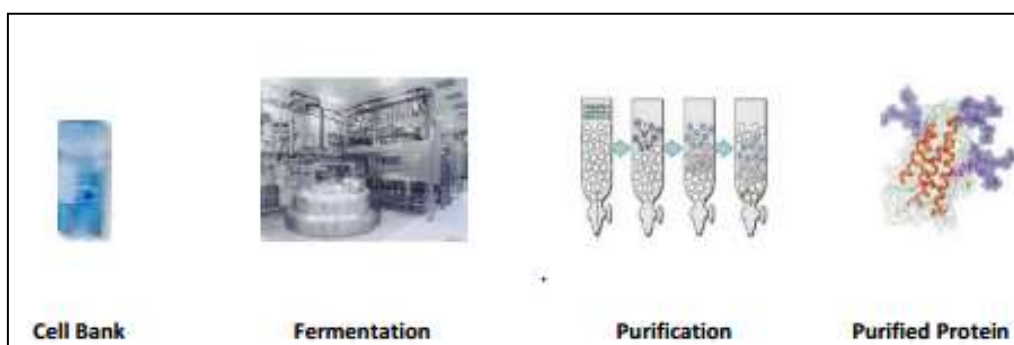 Cell Bank
Fermentation
Purification
Purified Protein